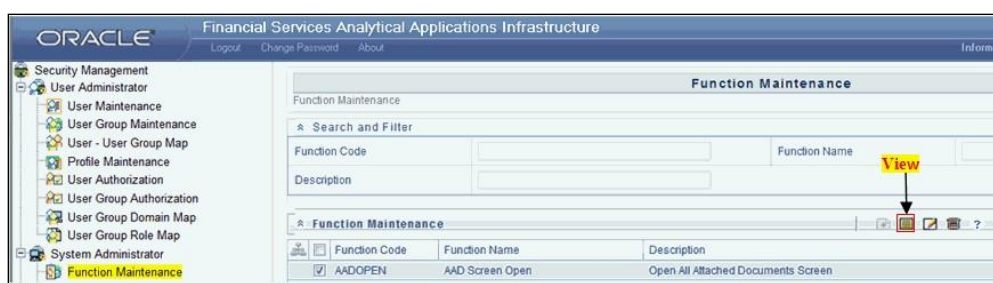 ORACLE
Financial Services Analytical Applications Infrastructure
Logout Change Password About
Inform
Security Management
User Administrator
User Maintenance
User Group Maintenance
User - User Group Map
Profile Maintenance
User Authorization
User Group Authorization
User Group Domain Map
User Group Role Map
System Administrator
Function Maintenance
Function Maintenance
Function Maintenance
Search and Filter
Function Code
Function Name
Description
View
Function Maintenance
?
Function Code Function Name Description
AADOPEN AAD Screen Open Open All Attached Documents Screen